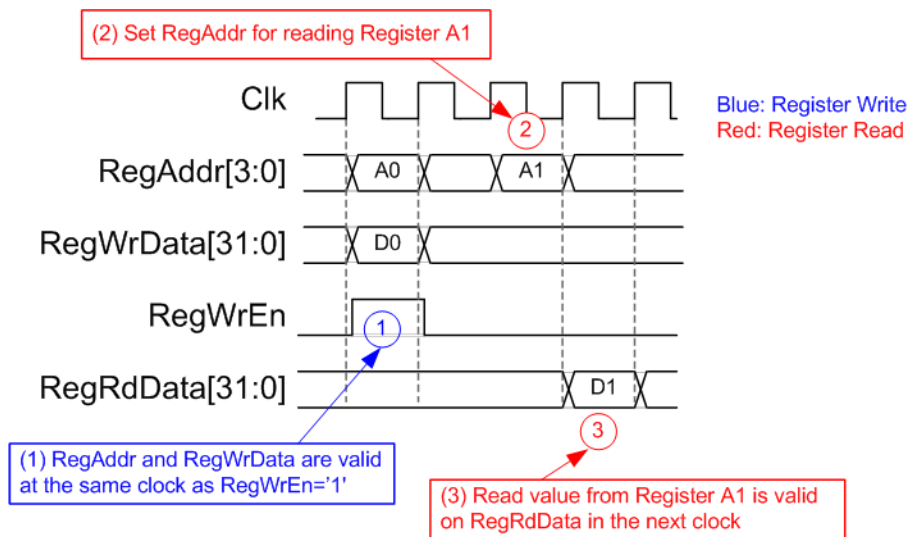 (2) Set RegAddr for reading Register A1
Clk
Blue: Register Write
Red: Register Read
2
RegAddr[3:0]
A0
A1
RegWrData[31:0]
D0
RegWrEn
1
RegRdData[31:0]
D1
3
(1) RegAddr and RegWrData are valid
at the same clock as RegWrEn='1'
(3) Read value from Register A1 is valid
on RegRdData in the next clock